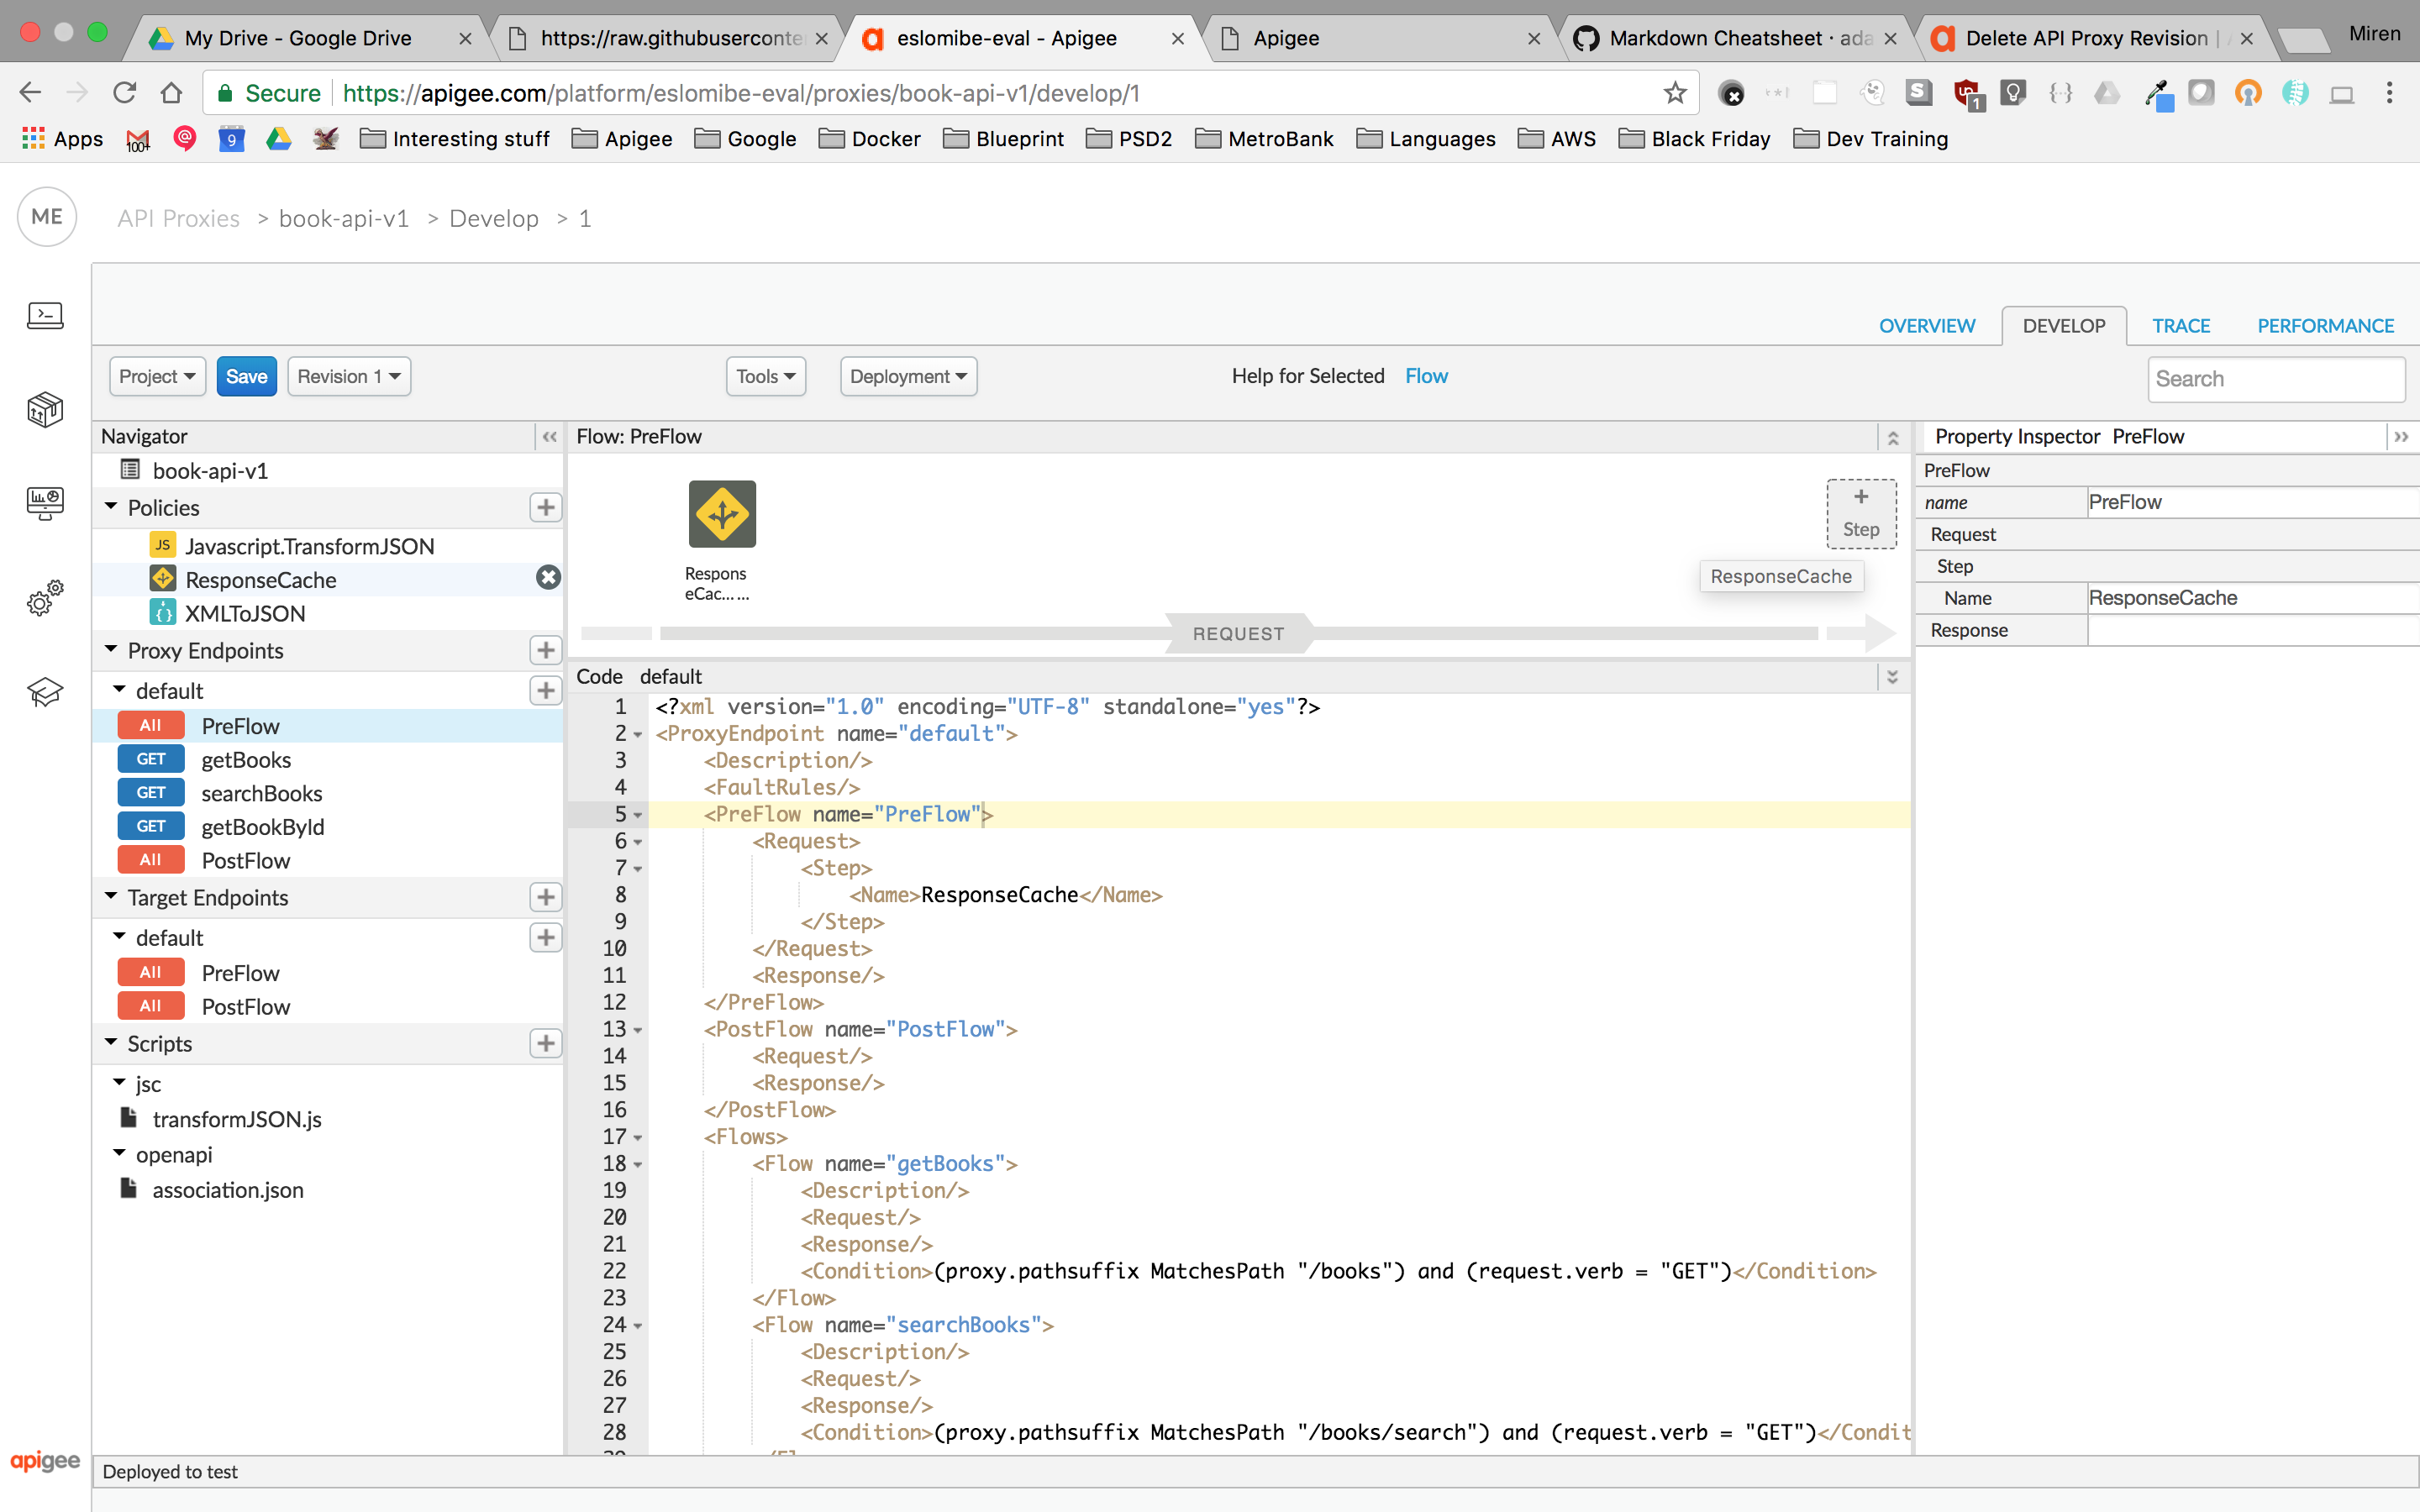 My Drive - Google Drive
https://raw.githubuserconte
eslomibe-eval - Apigee
Apigee
Markdown Cheatsheet · ada
Delete API Proxy Revision |
Miren
Secure
https://apigee.com/platform/eslomibe-eval/proxies/book-api-v1/develop/1
1
Apps
100+
9
Interesting stuff
Apigee
Google
Docker
Blueprint
PSD2
MetroBank
Languages
AWS
Black Friday
Dev Training
ME
API Proxies > book-api-v1 > Develop > 1
OVERVIEW
DEVELOP
TRACE
PERFORMANCE
Project
Save
Revision 1
Tools
Deployment
Help for Selected Flow
Search
Navigator
book-api-v1
Policies
JS Javascript.TransformJSON
ResponseCache
XMLToJSON
Proxy Endpoints
default
All PreFlow
GET getBooks
GET searchBooks
GET getBookById
All PostFlow
Target Endpoints
default
All PreFlow
All PostFlow
Scripts
jsc
transformJSON.js
openapi
association.json
Flow: PreFlow
Respons
eCac... ...
+
Step
ResponseCache
REQUEST
Code default
1 <?xml version="1.0" encoding="UTF-8" standalone="yes"?>
2 <ProxyEndpoint name="default">
3 <Description/>
4 <FaultRules/>
5 <PreFlow name="PreFlow">
6 <Request>
7 <Step>
8 <Name>ResponseCache</Name>
9 </Step>
10 </Request>
11 <Response/>
12 </PreFlow>
13 <PostFlow name="PostFlow">
14 <Request/>
15 <Response/>
16 </PostFlow>
17 <Flows>
18 <Flow name="getBooks">
19 <Description/>
20 <Request/>
21 <Response/>
22 <Condition>(proxy.pathsuffix MatchesPath "/books") and (request.verb = "GET")</Condition>
23 </Flow>
24 <Flow name="searchBooks">
25 <Description/>
26 <Request/>
27 <Response/>
28 <Condition>(proxy.pathsuffix MatchesPath "/books/search") and (request.verb = "GET")</Condit
Property Inspector PreFlow
PreFlow
name PreFlow
Request
Step
Name ResponseCache
Response
apigee
Deployed to test